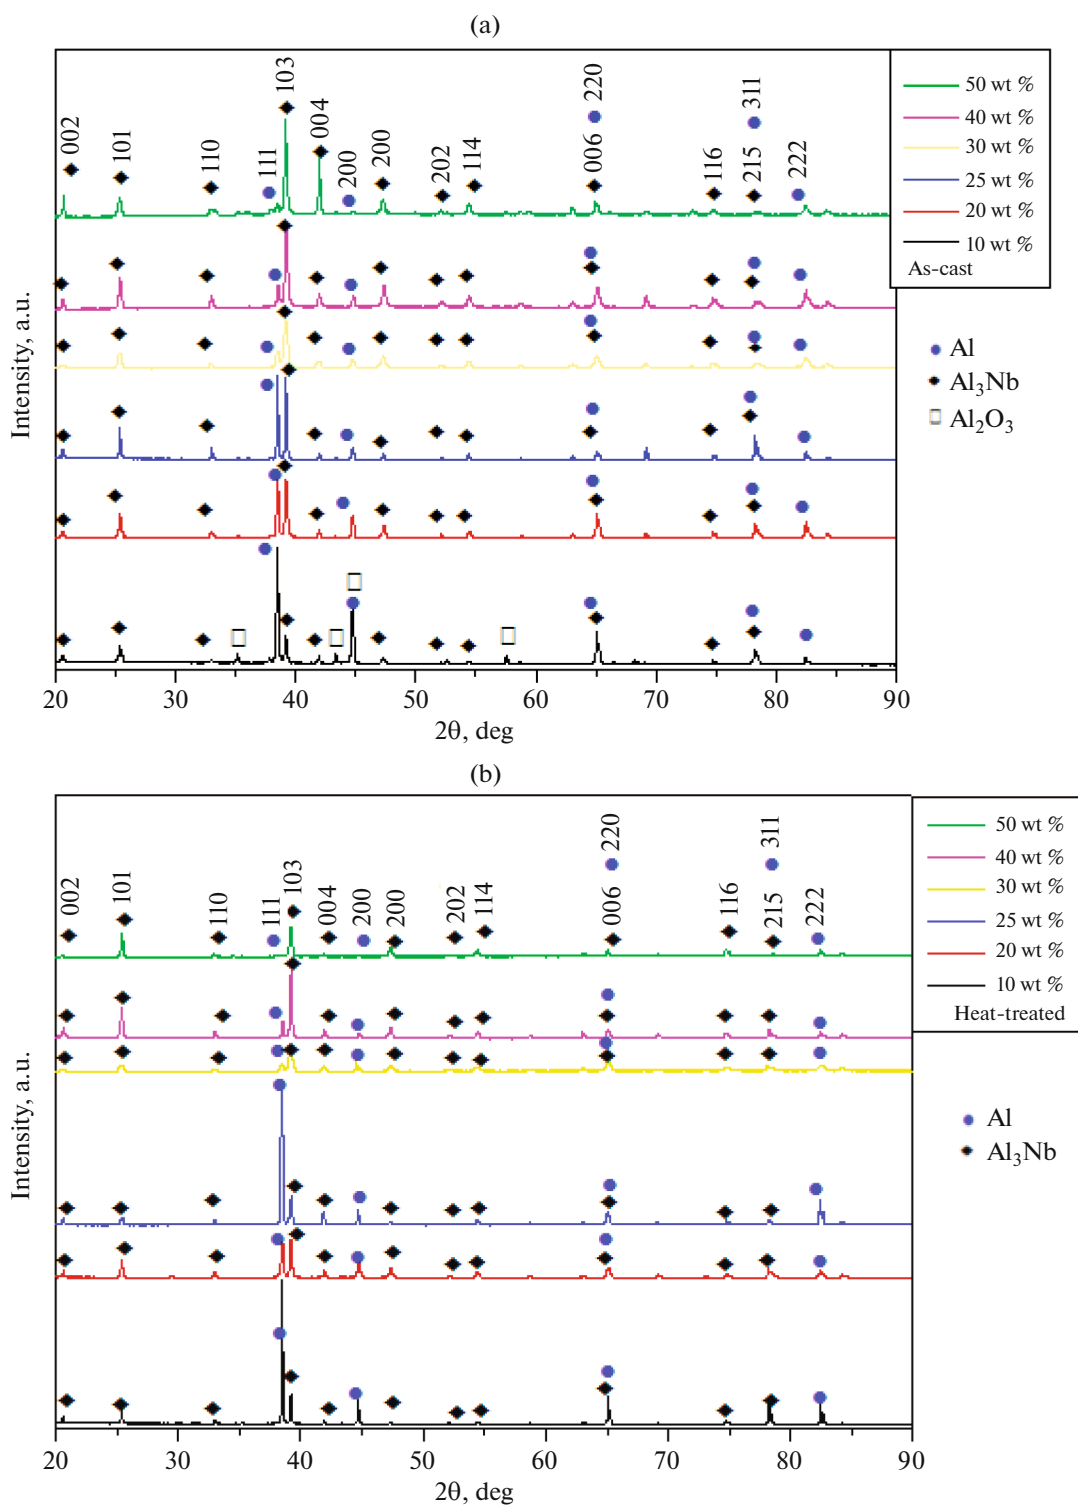 (a)
002 101 110 111 103 004 200 200 202 114 220 006 116 311 215 222
50 wt %
40 wt %
30 wt %
25 wt %
20 wt %
10 wt %
As-cast
Al
Al₃Nb
Al₂O₃
Intensity, a.u.
20 30 40 50 60 70 80 90
2θ, deg
(b)
002 101 110 111 103 004 200 200 202 114 220 006 116 311 215 222
50 wt %
40 wt %
30 wt %
25 wt %
20 wt %
10 wt %
Heat-treated
Al
Al₃Nb
Intensity, a.u.
20 30 40 50 60 70 80 90
2θ, deg